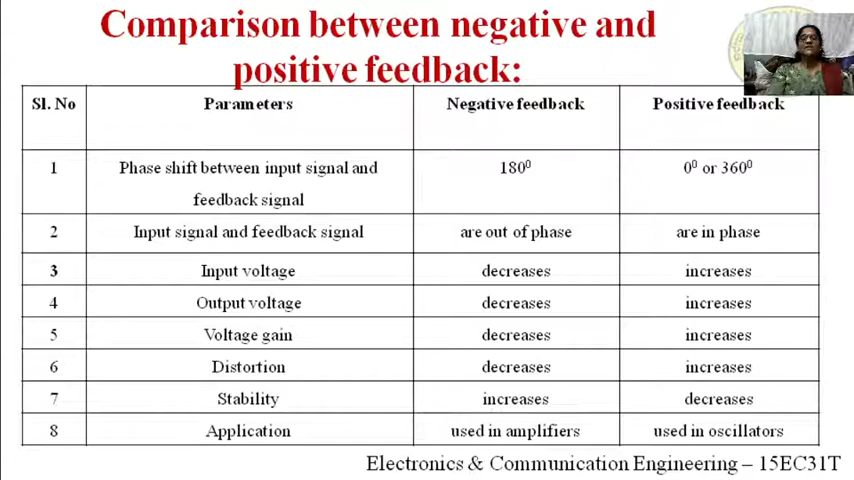 Comparison between negative and
positive feedback:
Sl. No Parameters Negative feedback Positive feedback
1 Phase shift between input signal and feedback signal 180⁰ 0⁰ or 360⁰
2 Input signal and feedback signal are out of phase are in phase
3 Input voltage decreases increases
4 Output voltage decreases increases
5 Voltage gain decreases increases
6 Distortion decreases increases
7 Stability increases decreases
8 Application used in amplifiers used in oscillators
Electronics & Communication Engineering – 15EC31T